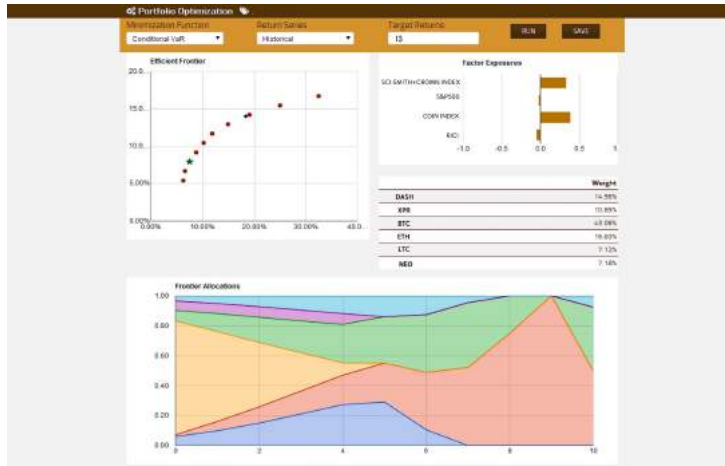 Portfolio Optimization
Minimization Function
Return Series
Target Returns
Conditional VaR
Historical
13
RUN
SAVE
Efficient Frontier
20.0...
15.0...
10.0...
5.00%
0.00%
0.00%
10.00%
20.00%
30.00%
40.0...
Factor Exposures
SCI SMITH+CROWN INDEX
S&P500
COIN INDEX
-1.0
-0.5
0.0
0.5
1
Weight
DASH 14.98%
XPR 10.89%
BTC 43.08%
ETH 16.60%
LTC 7.12%
NEO 7.18%
Frontier Allocations
1.00
0.80
0.60
0.40
0.20
0.00
0
2
4
6
8
10